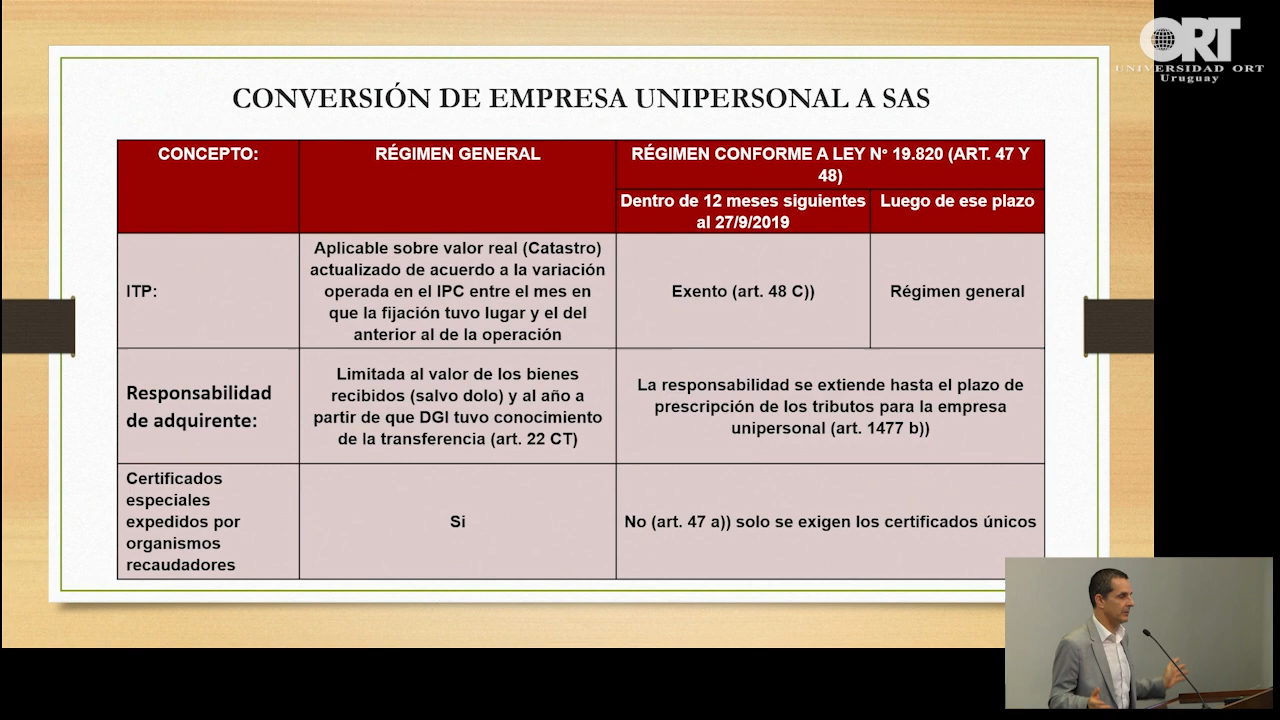 ORT
UNIVERSIDAD ORT
Uruguay
CONVERSIÓN DE EMPRESA UNIPERSONAL A SAS
CONCEPTO:
RÉGIMEN GENERAL
RÉGIMEN CONFORME A LEY N° 19.820 (ART. 47 Y
48)
Dentro de 12 meses siguientes
al 27/9/2019
Luego de ese plazo
ITP:
Aplicable sobre valor real (Catastro)
actualizado de acuerdo a la variación
operada en el IPC entre el mes en
que la fijación tuvo lugar y el del
anterior al de la operación
Exento (art. 48 C))
Régimen general
Responsabilidad
de adquirente:
Limitada al valor de los bienes
recibidos (salvo dolo) y al año a
partir de que DGI tuvo conocimiento
de la transferencia (art. 22 CT)
La responsabilidad se extiende hasta el plazo de
prescripción de los tributos para la empresa
unipersonal (art. 1477 b))
Certificados
especiales
expedidos por
organismos
recaudadores
Si
No (art. 47 a)) solo se exigen los certificados únicos